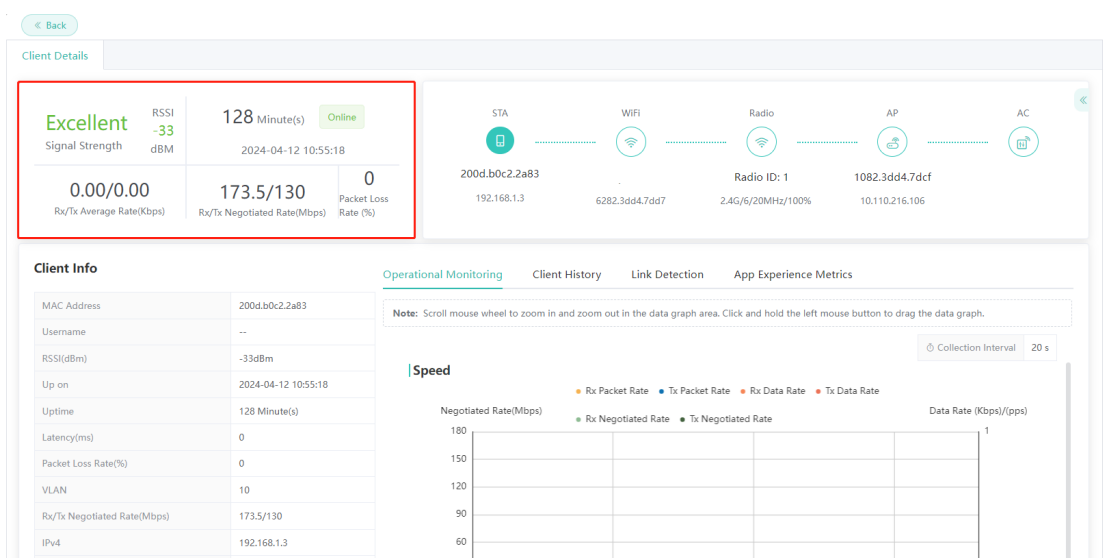 « Back
Client Details
Excellent
Signal Strength
RSSI
-33
dBM
128 Minute(s)
Online
2024-04-12 10:55:18
0.00/0.00
Rx/Tx Average Rate(Kbps)
173.5/130
Rx/Tx Negotiated Rate(Mbps)
0
Packet Loss
Rate (%)
STA
WiFi
Radio
AP
AC
200d.b0c2.2a83
Radio ID: 1
1082.3dd4.7dcf
192.168.1.3
6282.3dd4.7dd7
2.4G/6/20MHz/100%
10.110.216.106
«
Client Info
MAC Address 200d.b0c2.2a83
Username --
RSSI(dBm) -33dBm
Up on 2024-04-12 10:55:18
Uptime 128 Minute(s)
Latency(ms) 0
Packet Loss Rate(%) 0
VLAN 10
Rx/Tx Negotiated Rate(Mbps) 173.5/130
IPv4 192.168.1.3
Operational Monitoring Client History Link Detection App Experience Metrics
Note: Scroll mouse wheel to zoom in and zoom out in the data graph area. Click and hold the left mouse button to drag the data graph.
Collection Interval 20 s
Speed
Rx Packet Rate Tx Packet Rate Rx Data Rate Tx Data Rate
Rx Negotiated Rate Tx Negotiated Rate
Negotiated Rate(Mbps)
Data Rate (Kbps)/(pps)
180
1
150
120
90
60